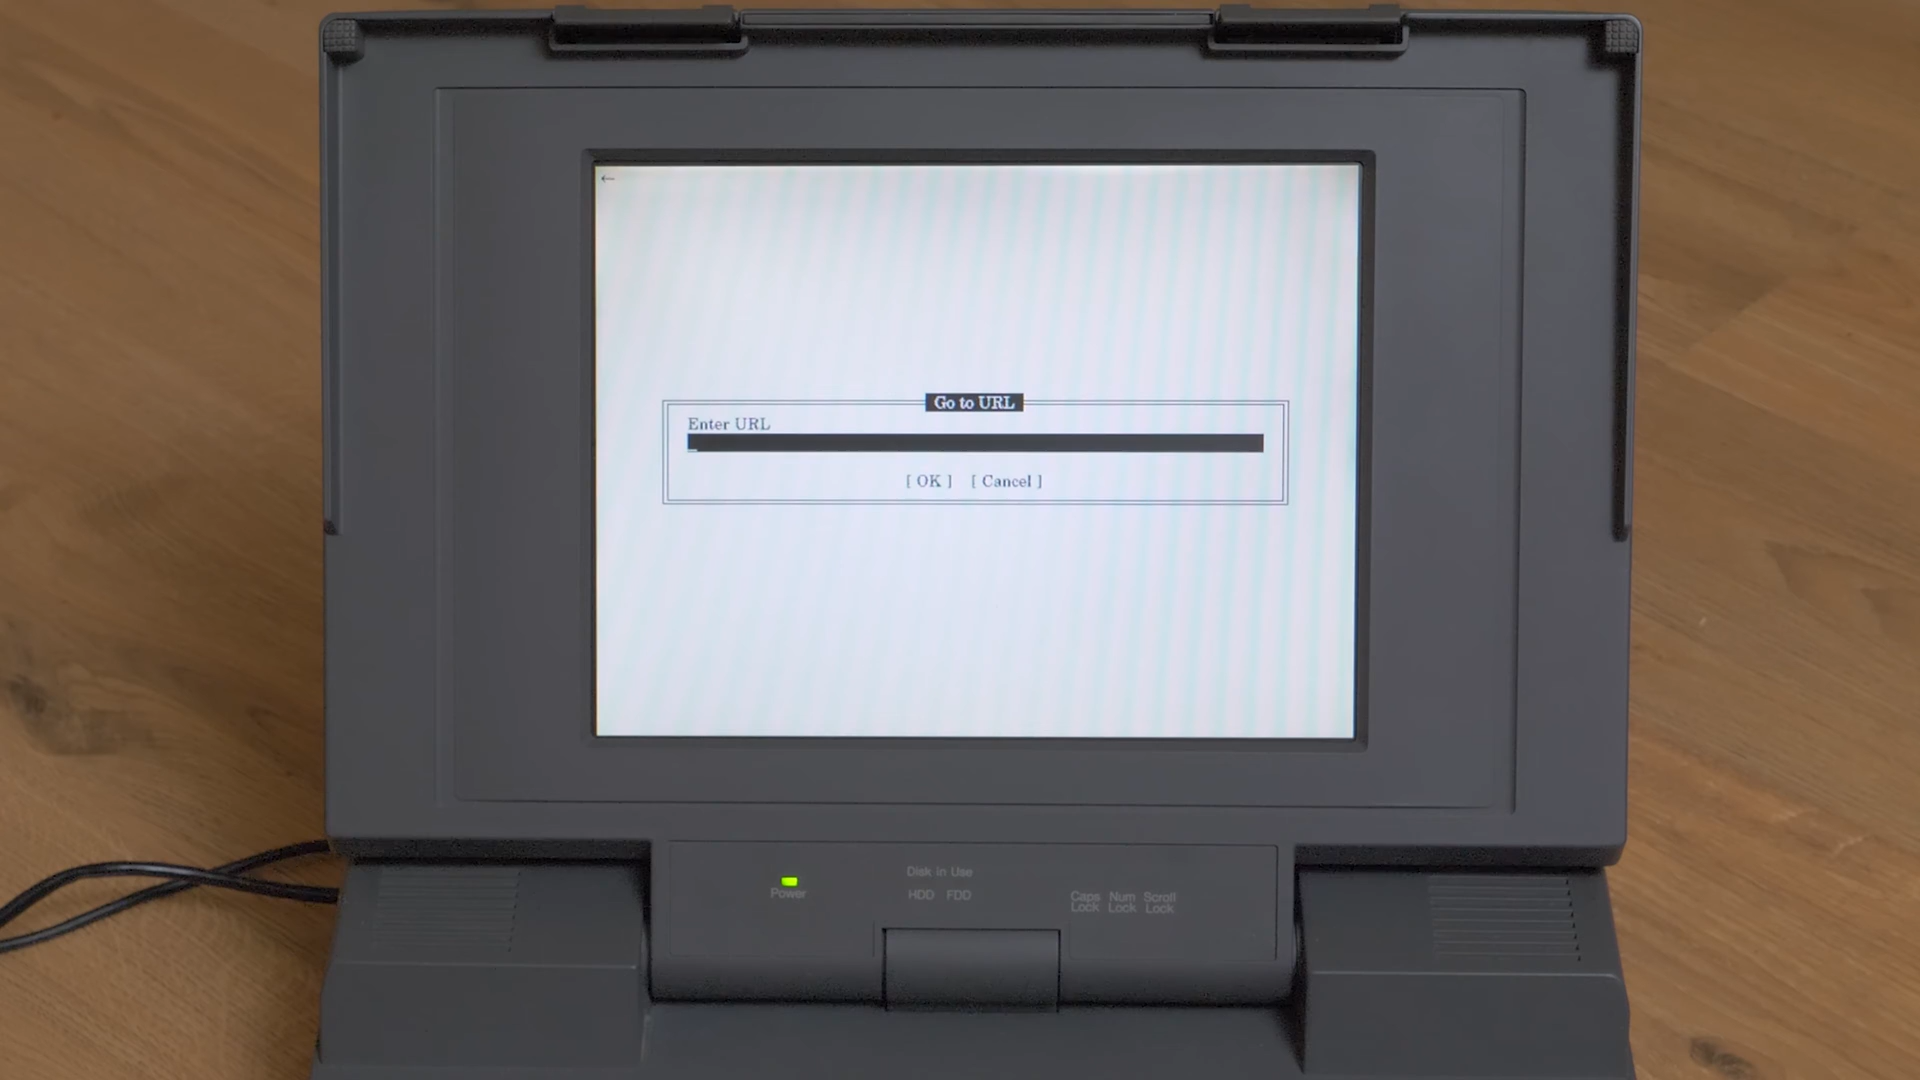 ←
Go to URL
Enter URL
[ OK ] [ Cancel ]
Power
Disk in Use
HDD FDD
Caps Lock
Num Lock
Scroll Lock